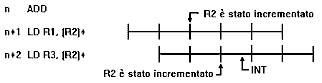 n ADD
R2 è stato incrementato
n+1 LD R1, (R2)+
n+2 LD R3, (R2)+
INT
R2 è stato incrementato